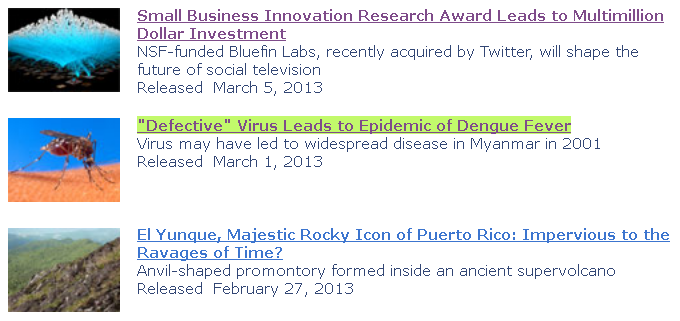 Small Business Innovation Research Award Leads to Multimillion
Dollar Investment
NSF-funded Bluefin Labs, recently acquired by Twitter, will shape the
future of social television
Released  March 5, 2013
"Defective" Virus Leads to Epidemic of Dengue Fever
Virus may have led to widespread disease in Myanmar in 2001
Released  March 1, 2013
El Yunque, Majestic Rocky Icon of Puerto Rico: Impervious to the
Ravages of Time?
Anvil-shaped promontory formed inside an ancient supervolcano
Released  February 27, 2013